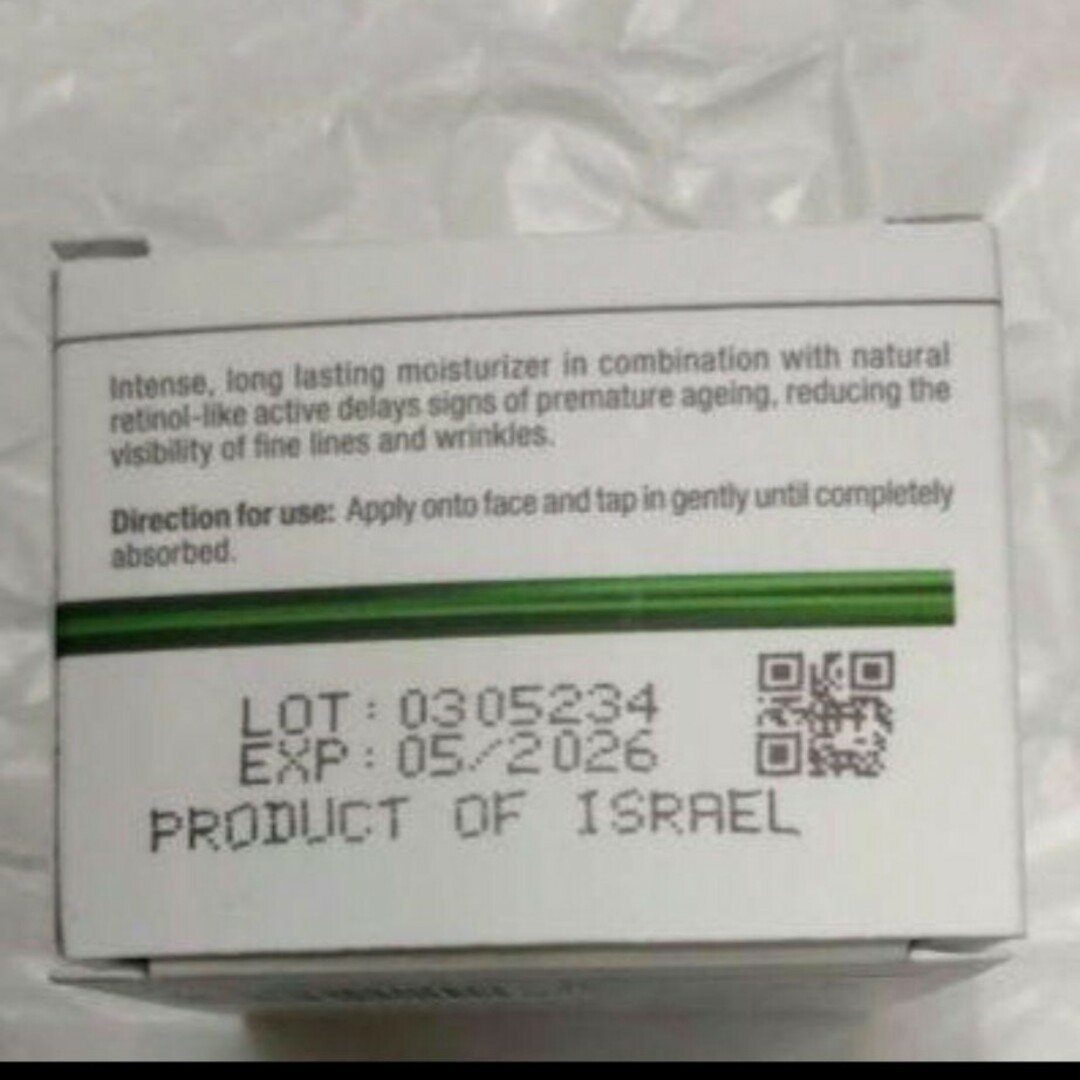 Intense, long lasting moisturizer in combination with natural
retinol-like active delays signs of premature ageing, reducing the
visibility of fine lines and wrinkles.
Direction for use: Apply onto face and tap in gently until completely
absorbed.
LOT: 0305234
EXP: 05/2026
PRODUCT OF ISRAEL